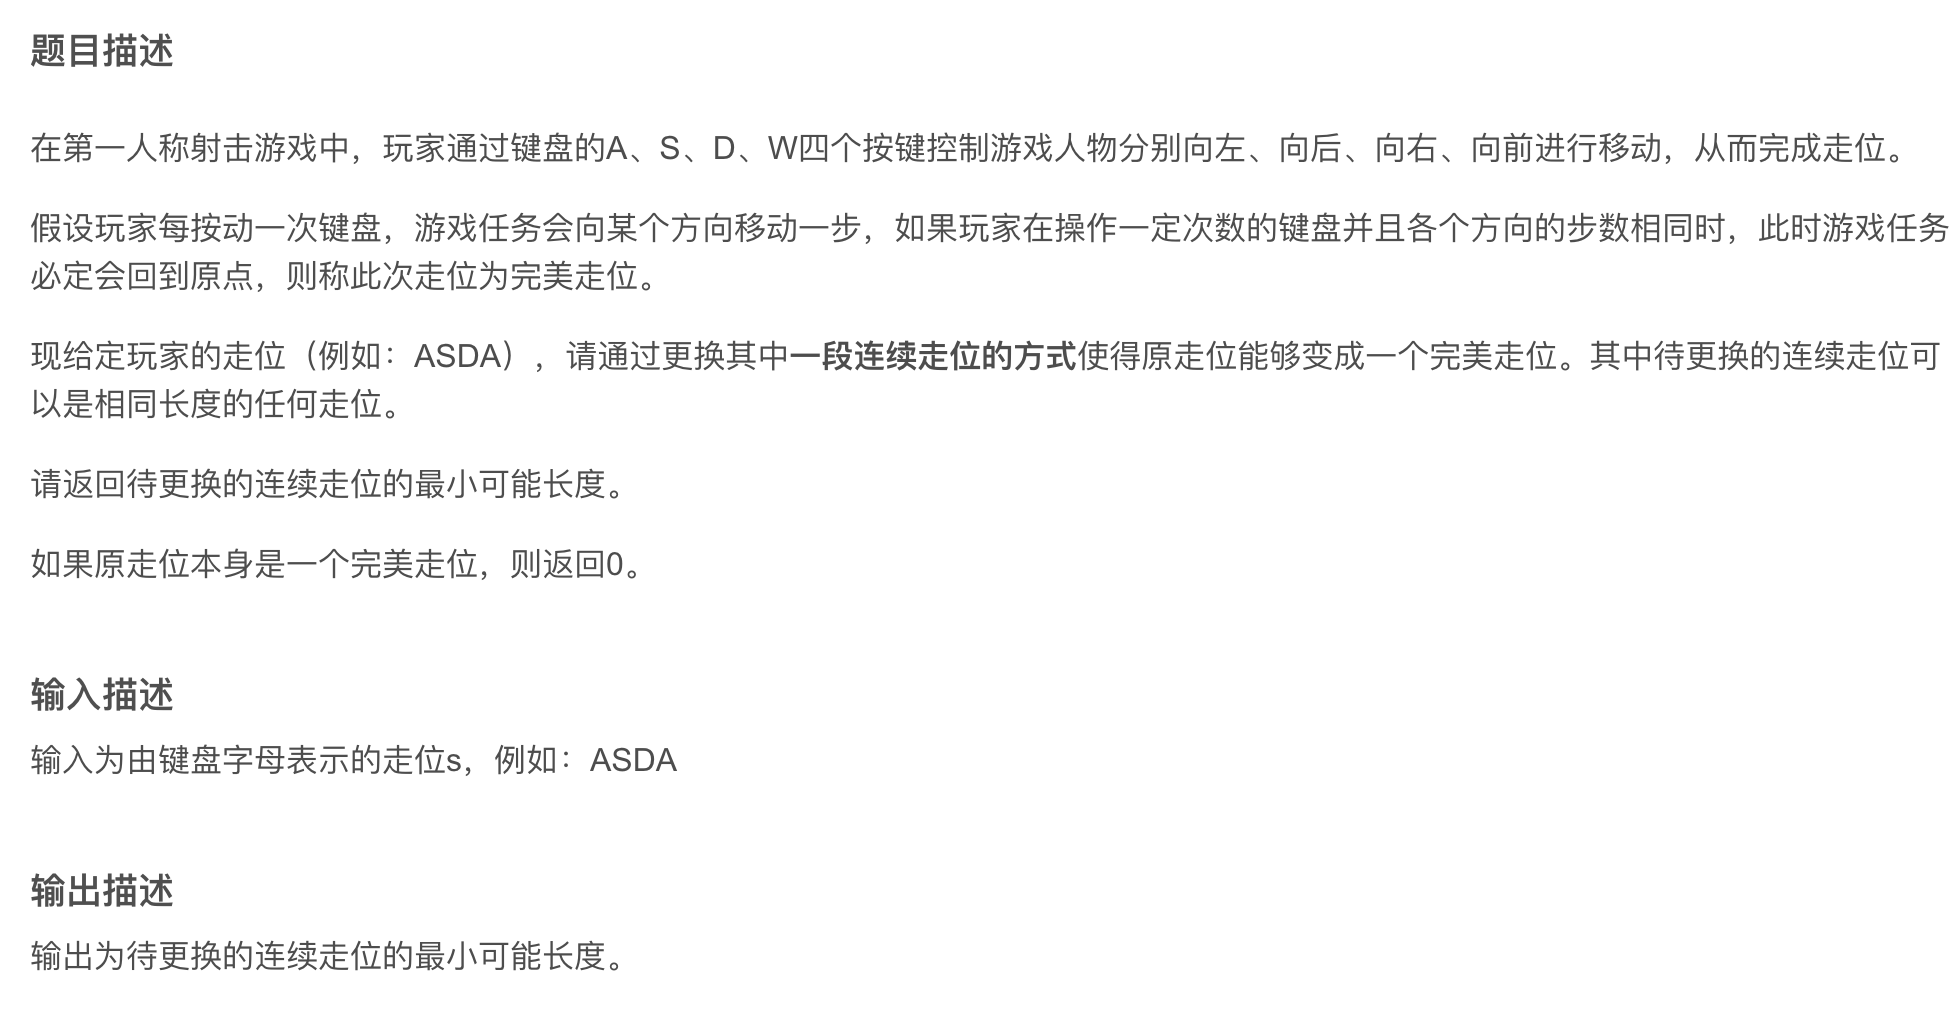 题目描述
在第一人称射击游戏中，玩家通过键盘的A、S、D、W四个按键控制游戏人物分别向左、向后、向右、向前进行移动，从而完成走位。
假设玩家每按动一次键盘，游戏任务会向某个方向移动一步，如果玩家在操作一定次数的键盘并且各个方向的步数相同时，此时游戏任务
必定会回到原点，则称此次走位为完美走位。
现给定玩家的走位（例如：ASDA），请通过更换其中一段连续走位的方式使得原走位能够变成一个完美走位。其中待更换的连续走位可
以是相同长度的任何走位。
请返回待更换的连续走位的最小可能长度。
如果原走位本身是一个完美走位，则返回0。
输入描述
输入为由键盘字母表示的走位s，例如：ASDA
输出描述
输出为待更换的连续走位的最小可能长度。